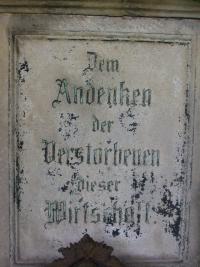 Dem
Andenken
der
Verstorbenen
dieser
Wirtschaft